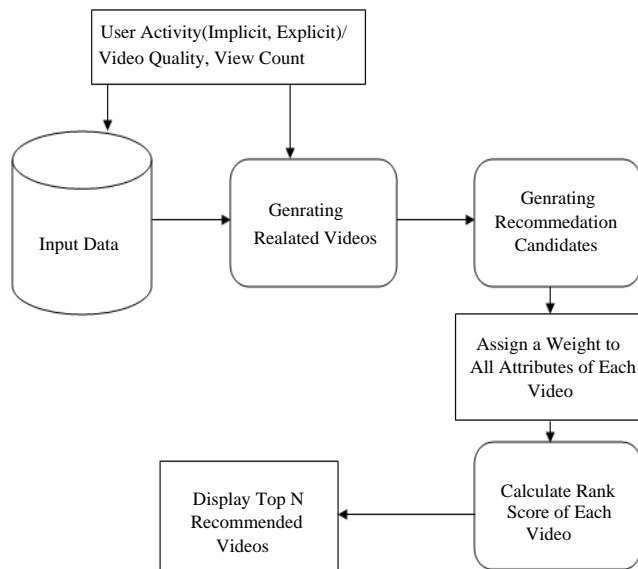 User Activity(Implicit, Explicit)/
Video Quality, View Count
Input Data
Genrating
Realated Videos
Genrating
Recommedation
Candidates
Assign a Weight to
All Attributes of Each
Video
Calculate Rank
Score of Each
Video
Display Top N
Recommended
Videos